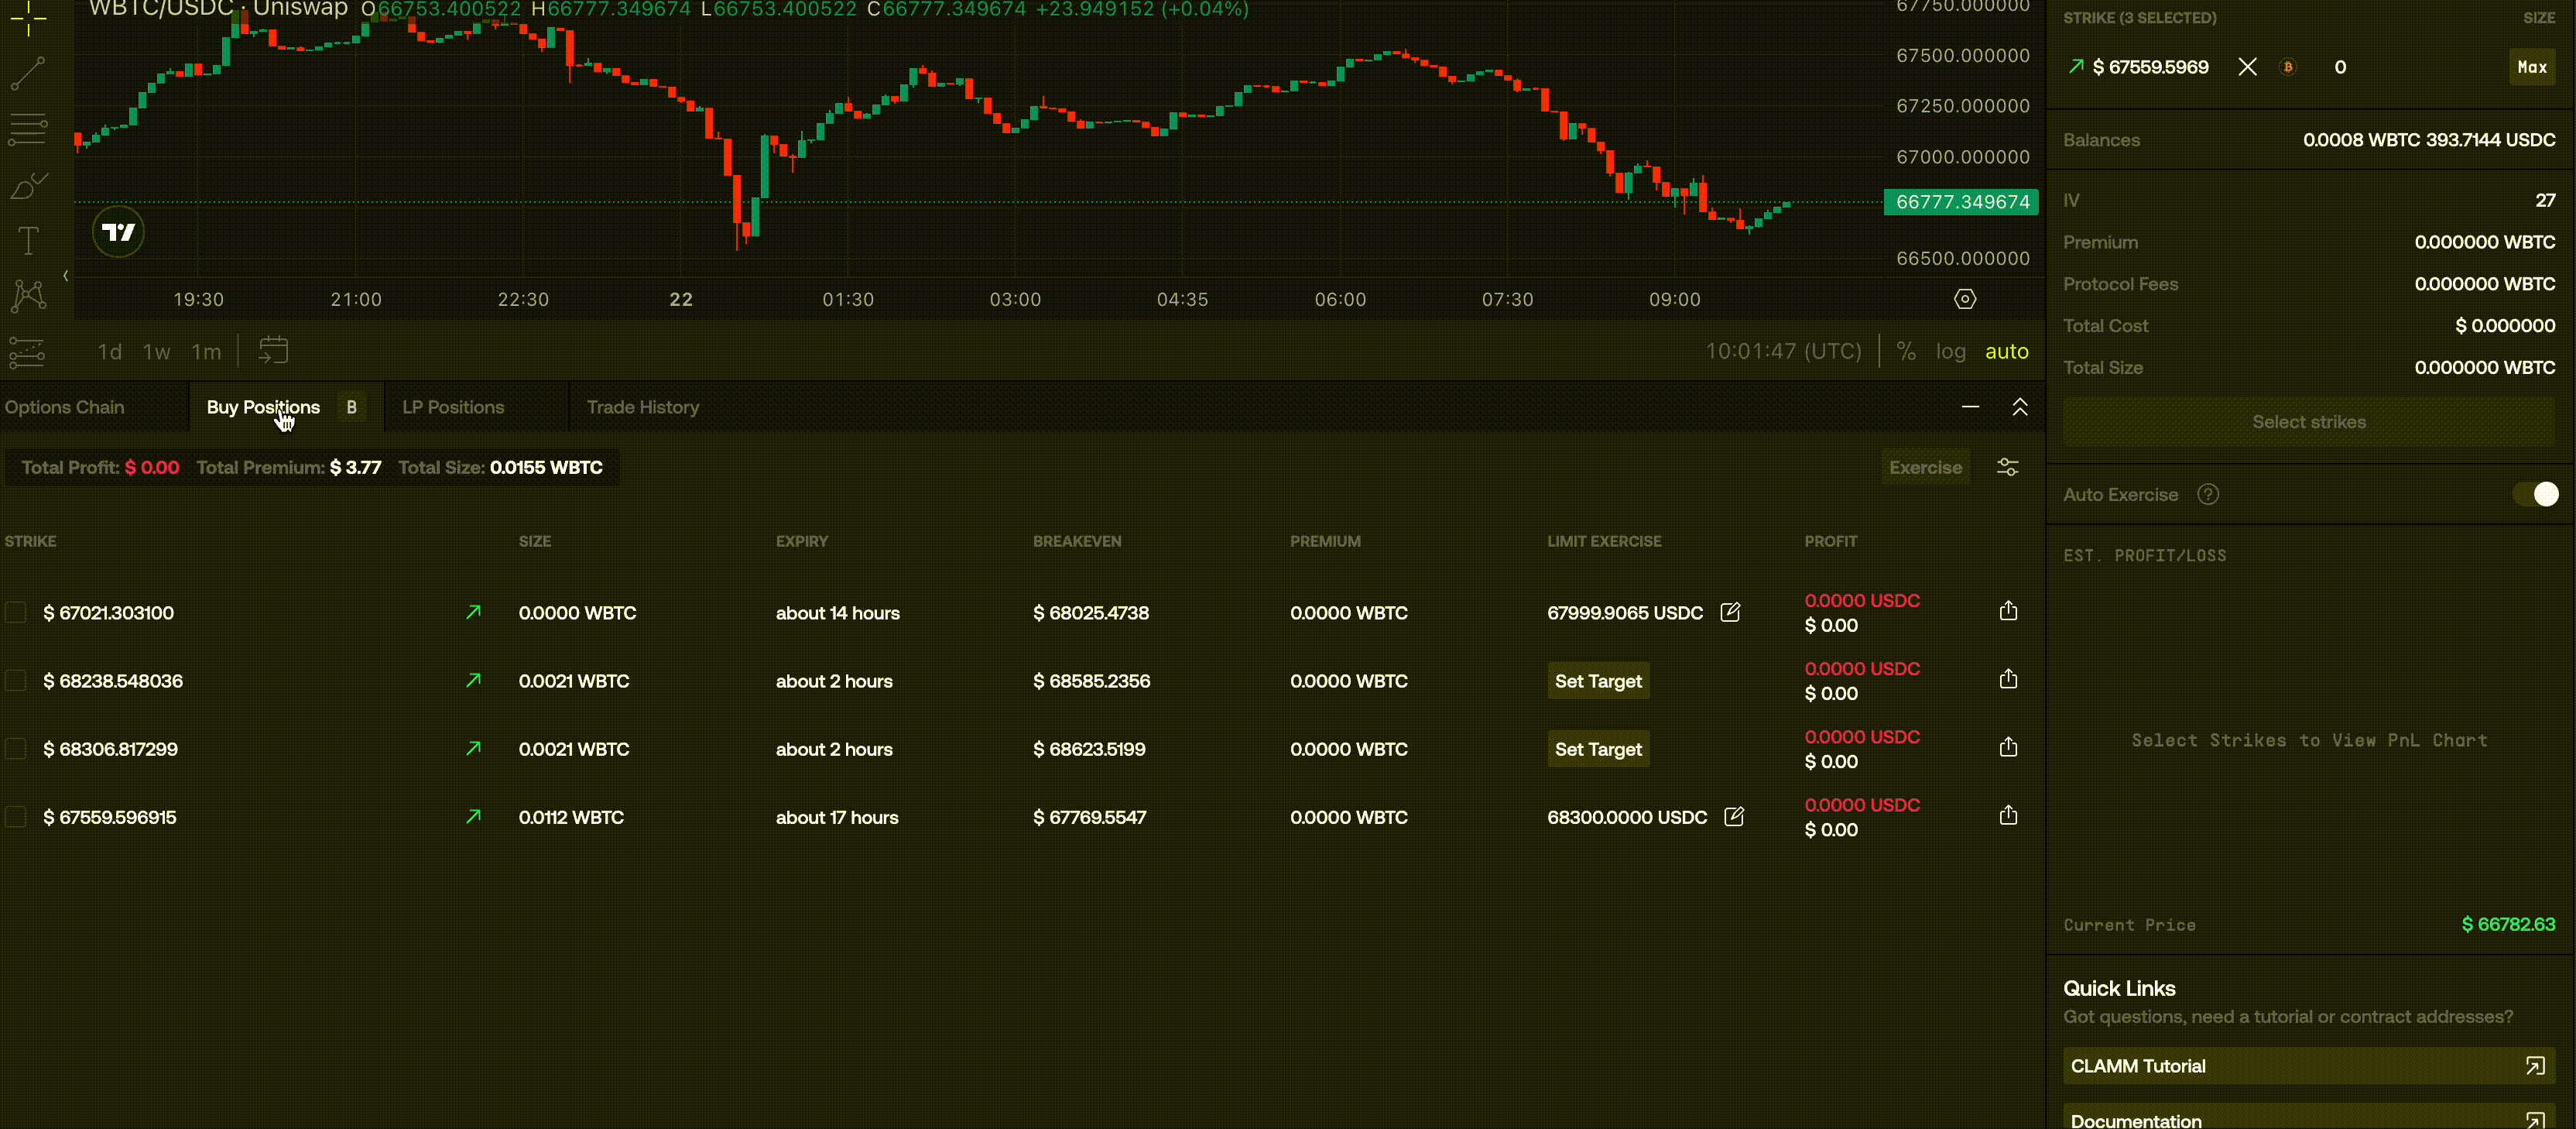 WBTC/USDC · Uniswap O66753.400522 H66777.349674 L66753.400522 C66777.349674 +23.949152 (+0.04%)
67750.000000
67500.000000
67250.000000
67000.000000
66777.349674
66500.000000
19:30 21:00 22:30 22 01:30 03:00 04:35 06:00 07:30 09:00
1d 1w 1m 10:01:47 (UTC) % log auto
Options Chain Buy Positions B LP Positions Trade History
Total Profit: $ 0.00 Total Premium: $ 3.77 Total Size: 0.0155 WBTC Exercise
STRIKE SIZE EXPIRY BREAKEVEN PREMIUM LIMIT EXERCISE PROFIT
$ 67021.303100 0.0000 WBTC about 14 hours $ 68025.4738 0.0000 WBTC 67999.9065 USDC 0.0000 USDC
$ 0.00
$ 68238.548036 0.0021 WBTC about 2 hours $ 68585.2356 0.0000 WBTC Set Target 0.0000 USDC
$ 0.00
$ 68306.817299 0.0021 WBTC about 2 hours $ 68623.5199 0.0000 WBTC Set Target 0.0000 USDC
$ 0.00
$ 67559.596915 0.0112 WBTC about 17 hours $ 67769.5547 0.0000 WBTC 68300.0000 USDC 0.0000 USDC
$ 0.00
STRIKE (3 SELECTED) SIZE
$ 67559.5969 0 Max
Balances 0.0008 WBTC 393.7144 USDC
IV 27
Premium 0.000000 WBTC
Protocol Fees 0.000000 WBTC
Total Cost $ 0.000000
Total Size 0.000000 WBTC
Select strikes
Auto Exercise ?
EST. PROFIT/LOSS
Select Strikes to View PnL Chart
Current Price $ 66782.63
Quick Links
Got questions, need a tutorial or contract addresses?
CLAMM Tutorial
Documentation